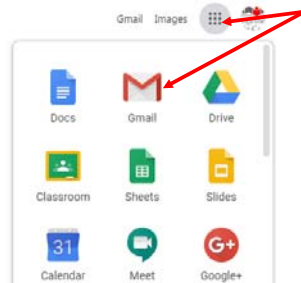 Gmail Images
Docs Gmail Drive
Classroom Sheets Slides
31 G+
Calendar Meet Google+